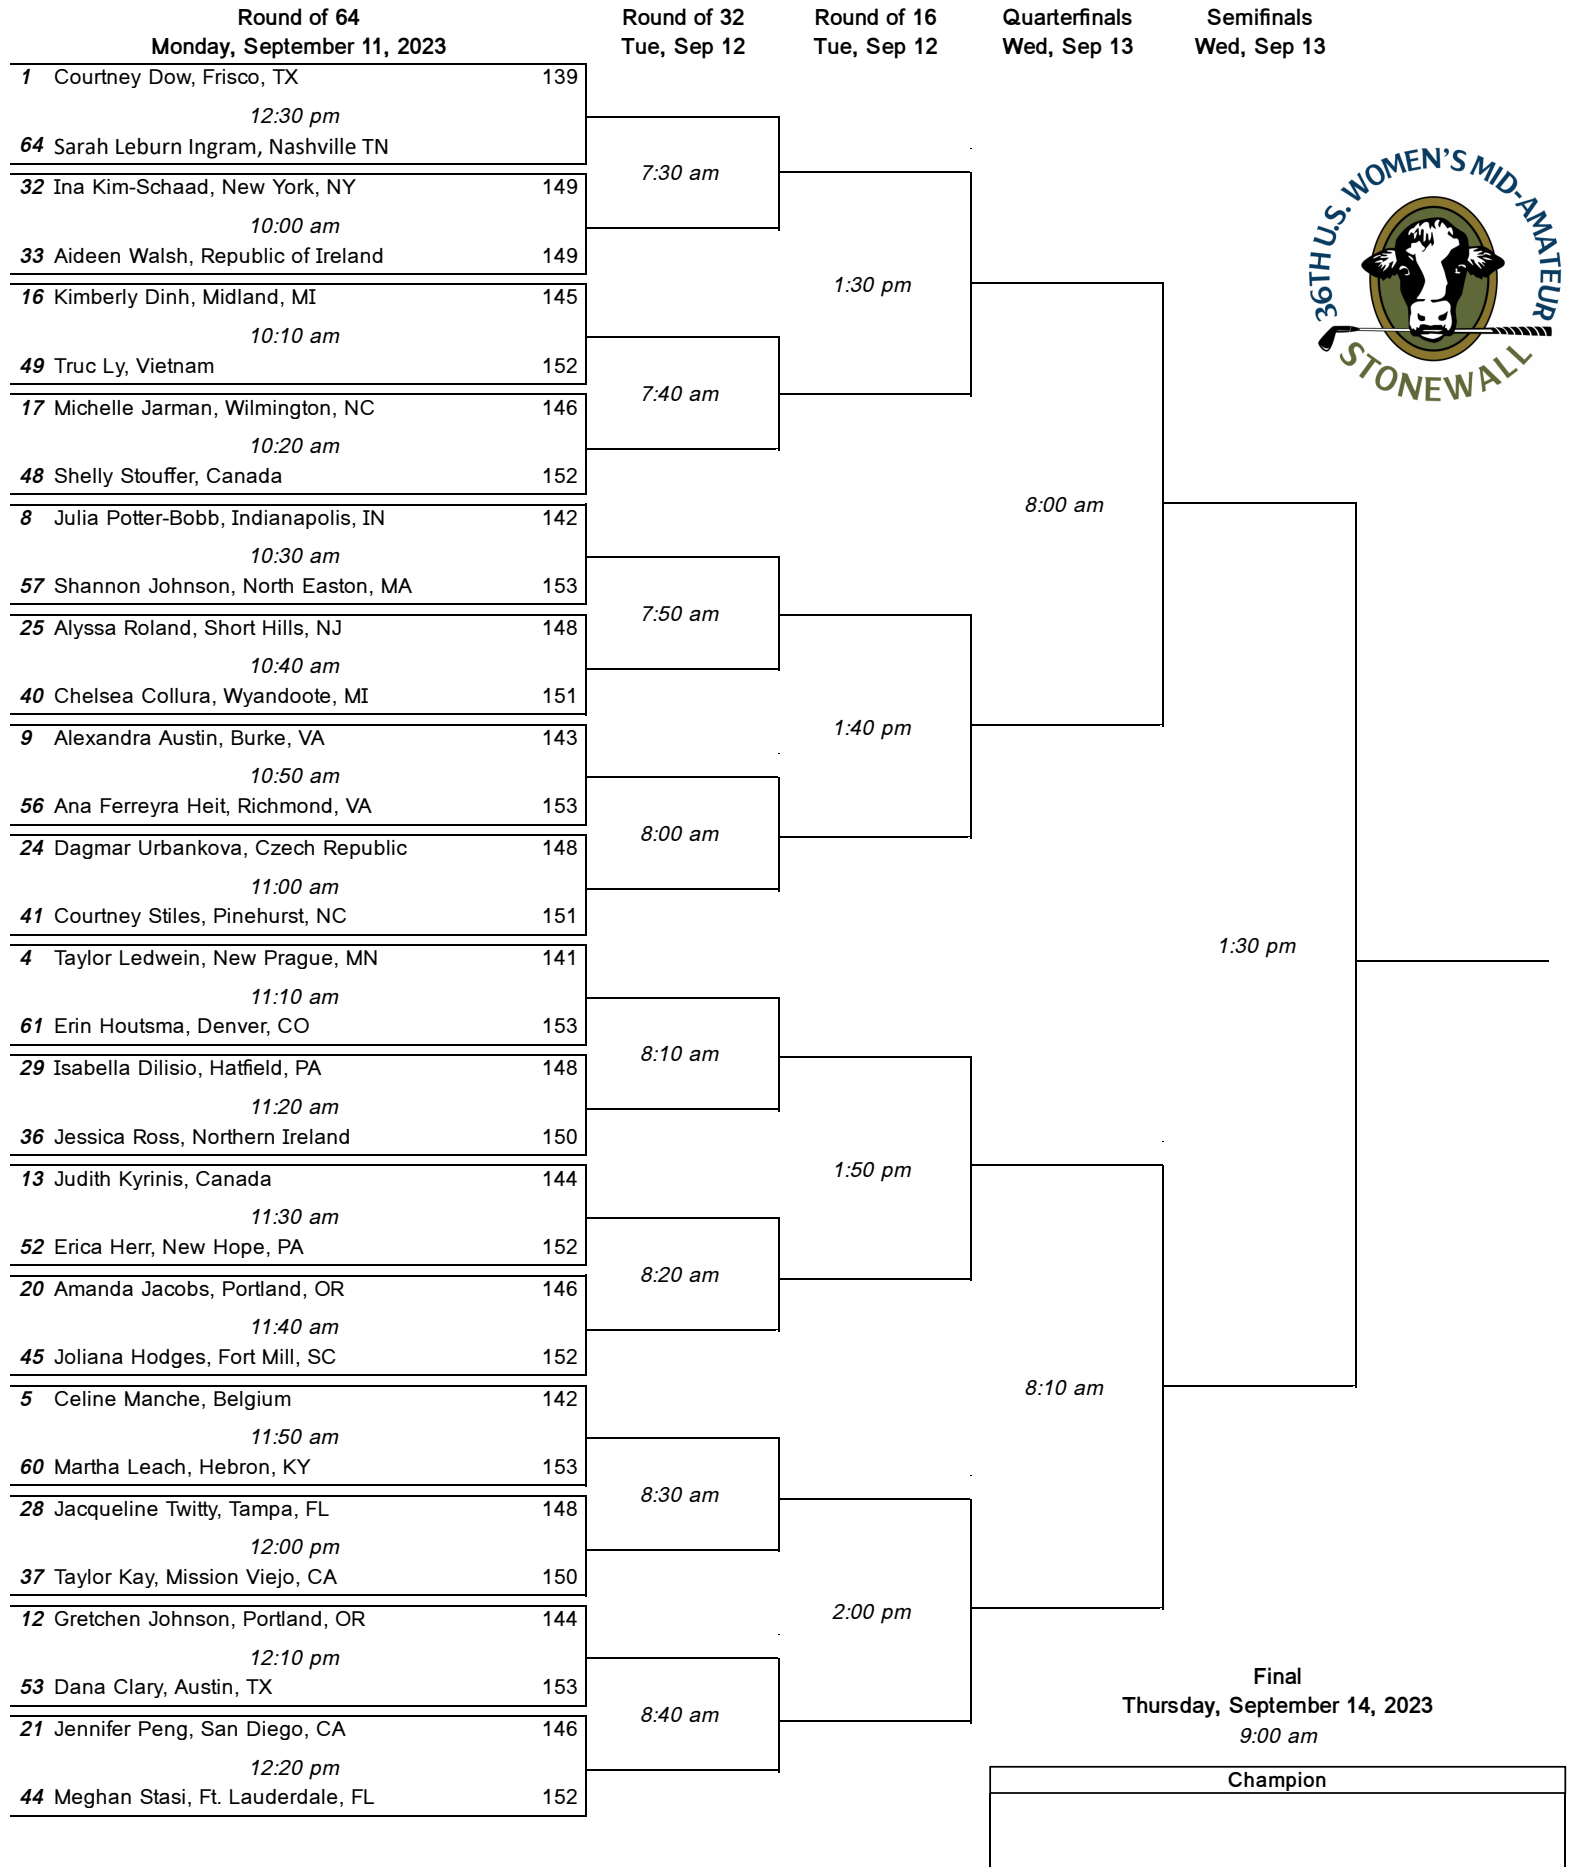 Round of 64
Monday, September 11, 2023
Round of 32
Tue, Sep 12
Round of 16
Tue, Sep 12
Quarterfinals
Wed, Sep 13
Semifinals
Wed, Sep 13
1 Courtney Dow, Frisco, TX 139
12:30 pm
64 Sarah Leburn Ingram, Nashville TN
32 Ina Kim-Schaad, New York, NY 149
10:00 am
33 Aideen Walsh, Republic of Ireland 149
16 Kimberly Dinh, Midland, MI 145
10:10 am
49 Truc Ly, Vietnam 152
17 Michelle Jarman, Wilmington, NC 146
10:20 am
48 Shelly Stouffer, Canada 152
8 Julia Potter-Bobb, Indianapolis, IN 142
10:30 am
57 Shannon Johnson, North Easton, MA 153
25 Alyssa Roland, Short Hills, NJ 148
10:40 am
40 Chelsea Collura, Wyandoote, MI 151
9 Alexandra Austin, Burke, VA 143
10:50 am
56 Ana Ferreyra Heit, Richmond, VA 153
24 Dagmar Urbankova, Czech Republic 148
11:00 am
41 Courtney Stiles, Pinehurst, NC 151
4 Taylor Ledwein, New Prague, MN 141
11:10 am
61 Erin Houtsma, Denver, CO 153
29 Isabella Dilisio, Hatfield, PA 148
11:20 am
36 Jessica Ross, Northern Ireland 150
13 Judith Kyrinis, Canada 144
11:30 am
52 Erica Herr, New Hope, PA 152
20 Amanda Jacobs, Portland, OR 146
11:40 am
45 Joliana Hodges, Fort Mill, SC 152
5 Celine Manche, Belgium 142
11:50 am
60 Martha Leach, Hebron, KY 153
28 Jacqueline Twitty, Tampa, FL 148
12:00 pm
37 Taylor Kay, Mission Viejo, CA 150
12 Gretchen Johnson, Portland, OR 144
12:10 pm
53 Dana Clary, Austin, TX 153
21 Jennifer Peng, San Diego, CA 146
12:20 pm
44 Meghan Stasi, Ft. Lauderdale, FL 152
7:30 am
7:40 am
7:50 am
8:00 am
8:10 am
8:20 am
8:30 am
8:40 am
1:30 pm
1:40 pm
1:50 pm
2:00 pm
8:00 am
8:10 am
1:30 pm
36TH U.S. WOMEN'S MID-AMATEUR
STONEWALL
Final
Thursday, September 14, 2023
9:00 am
Champion